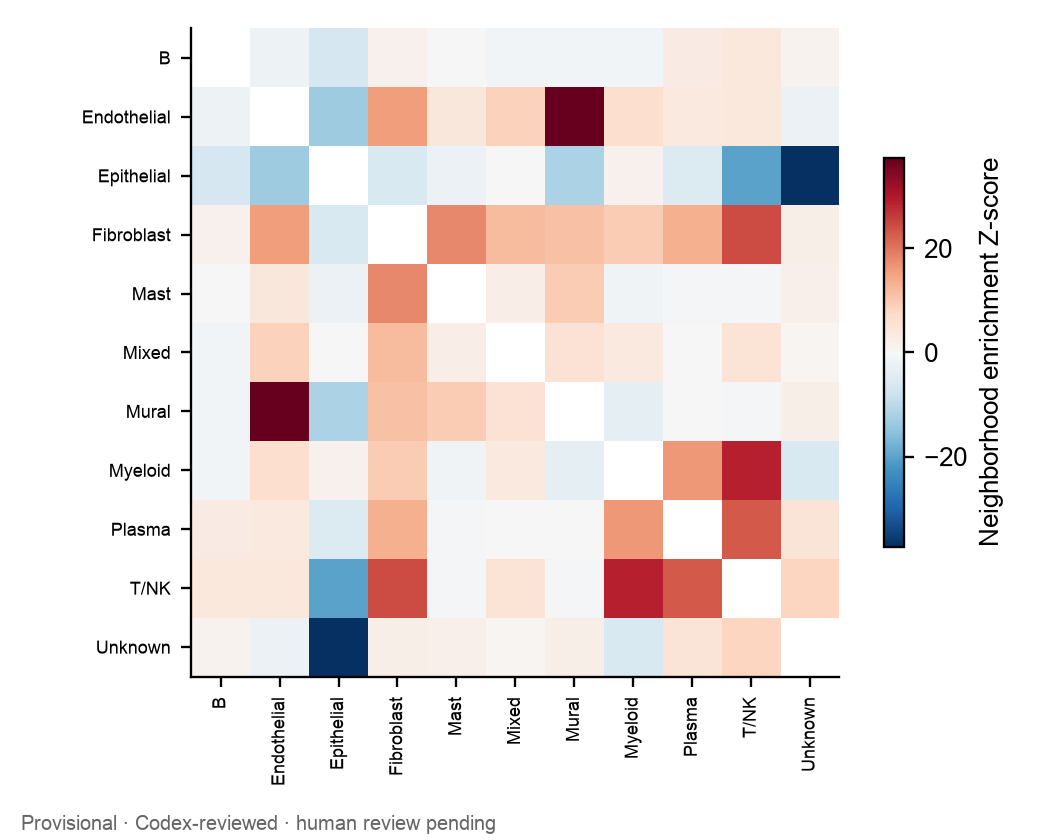 B
Endothelial
Epithelial
Fibroblast
Mast
Mixed
Mural
Myeloid
Plasma
T/NK
Unknown
B
Endothelial
Epithelial
Fibroblast
Mast
Mixed
Mural
Myeloid
Plasma
T/NK
Unknown
20
0
−20
Neighborhood enrichment Z-score
Provisional · Codex-reviewed · human review pending